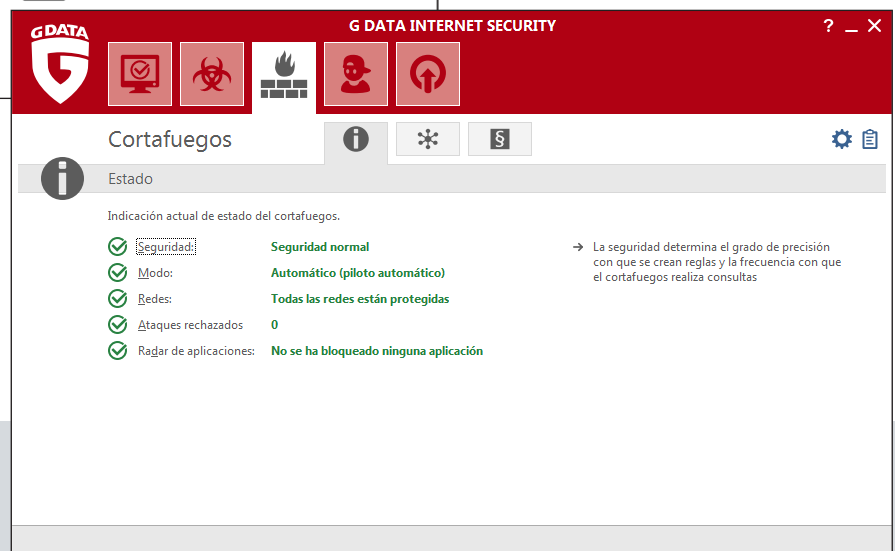 G DATA INTERNET SECURITY
?
G DATA
G
Cortafuegos
i
§
i
Estado
Indicación actual de estado del cortafuegos.
Seguridad: Seguridad normal
Modo: Automático (piloto automático)
Redes: Todas las redes están protegidas
Ataques rechazados 0
Radar de aplicaciones: No se ha bloqueado ninguna aplicación
→ La seguridad determina el grado de precisión
con que se crean reglas y la frecuencia con que
el cortafuegos realiza consultas